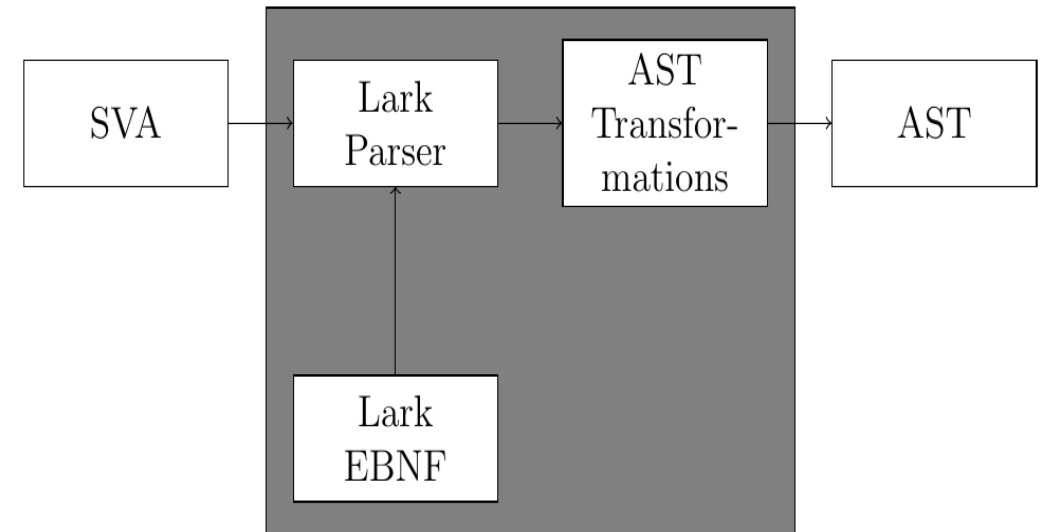 SVA
Lark
Parser
AST
Transfor-
mations
AST
Lark
EBNF